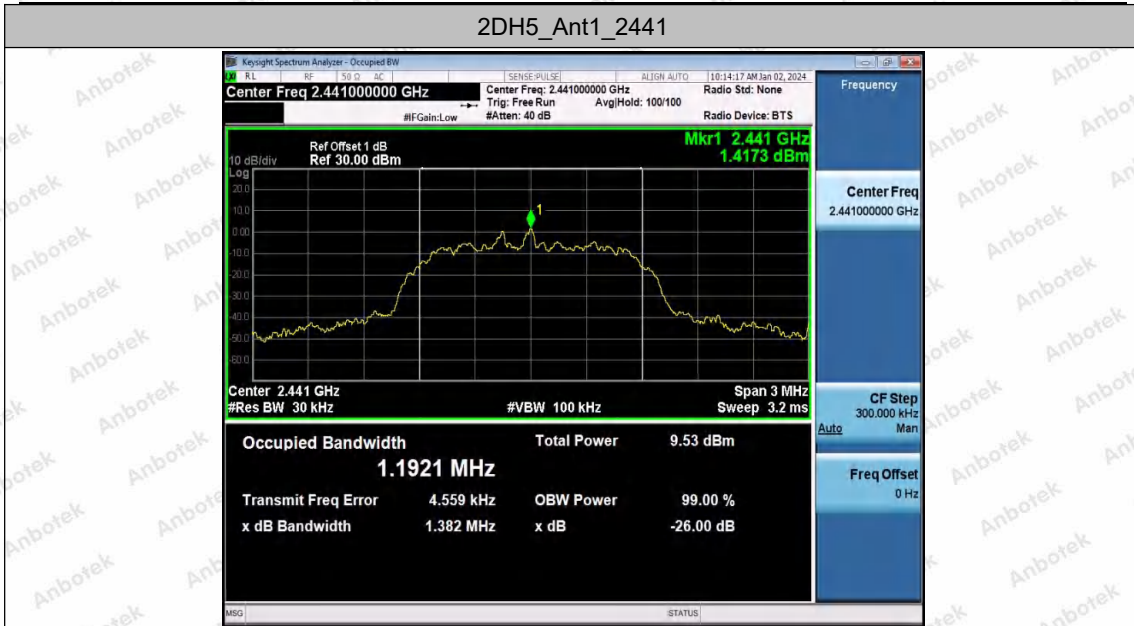 2DH5_Ant1_2441
Keysight Spectrum Analyzer - Occupied BW
LXI RL RF 50 Ω AC SENSE:PULSE ALIGN AUTO 10:14:17 AM Jan 02, 2024
Center Freq 2.441000000 GHz
Center Freq: 2.441000000 GHz Radio Std: None
Trig: Free Run Avg|Hold: 100/100
#IFGain:Low #Atten: 40 dB Radio Device: BTS
Frequency
Mkr1 2.441 GHz
1.4173 dBm
Ref Offset 1 dB
10 dB/div Ref 30.00 dBm
Log
20.0
10.0
0.00
-10.0
-20.0
-30.0
-40.0
-50.0
-60.0
1
Center 2.441 GHz Span 3 MHz
#Res BW 30 kHz #VBW 100 kHz Sweep 3.2 ms
Center Freq
2.441000000 GHz
CF Step
300.000 kHz
Auto Man
Freq Offset
0 Hz
Occupied Bandwidth Total Power 9.53 dBm
1.1921 MHz
Transmit Freq Error 4.559 kHz OBW Power 99.00 %
x dB Bandwidth 1.382 MHz x dB -26.00 dB
MSG STATUS
Anbotek